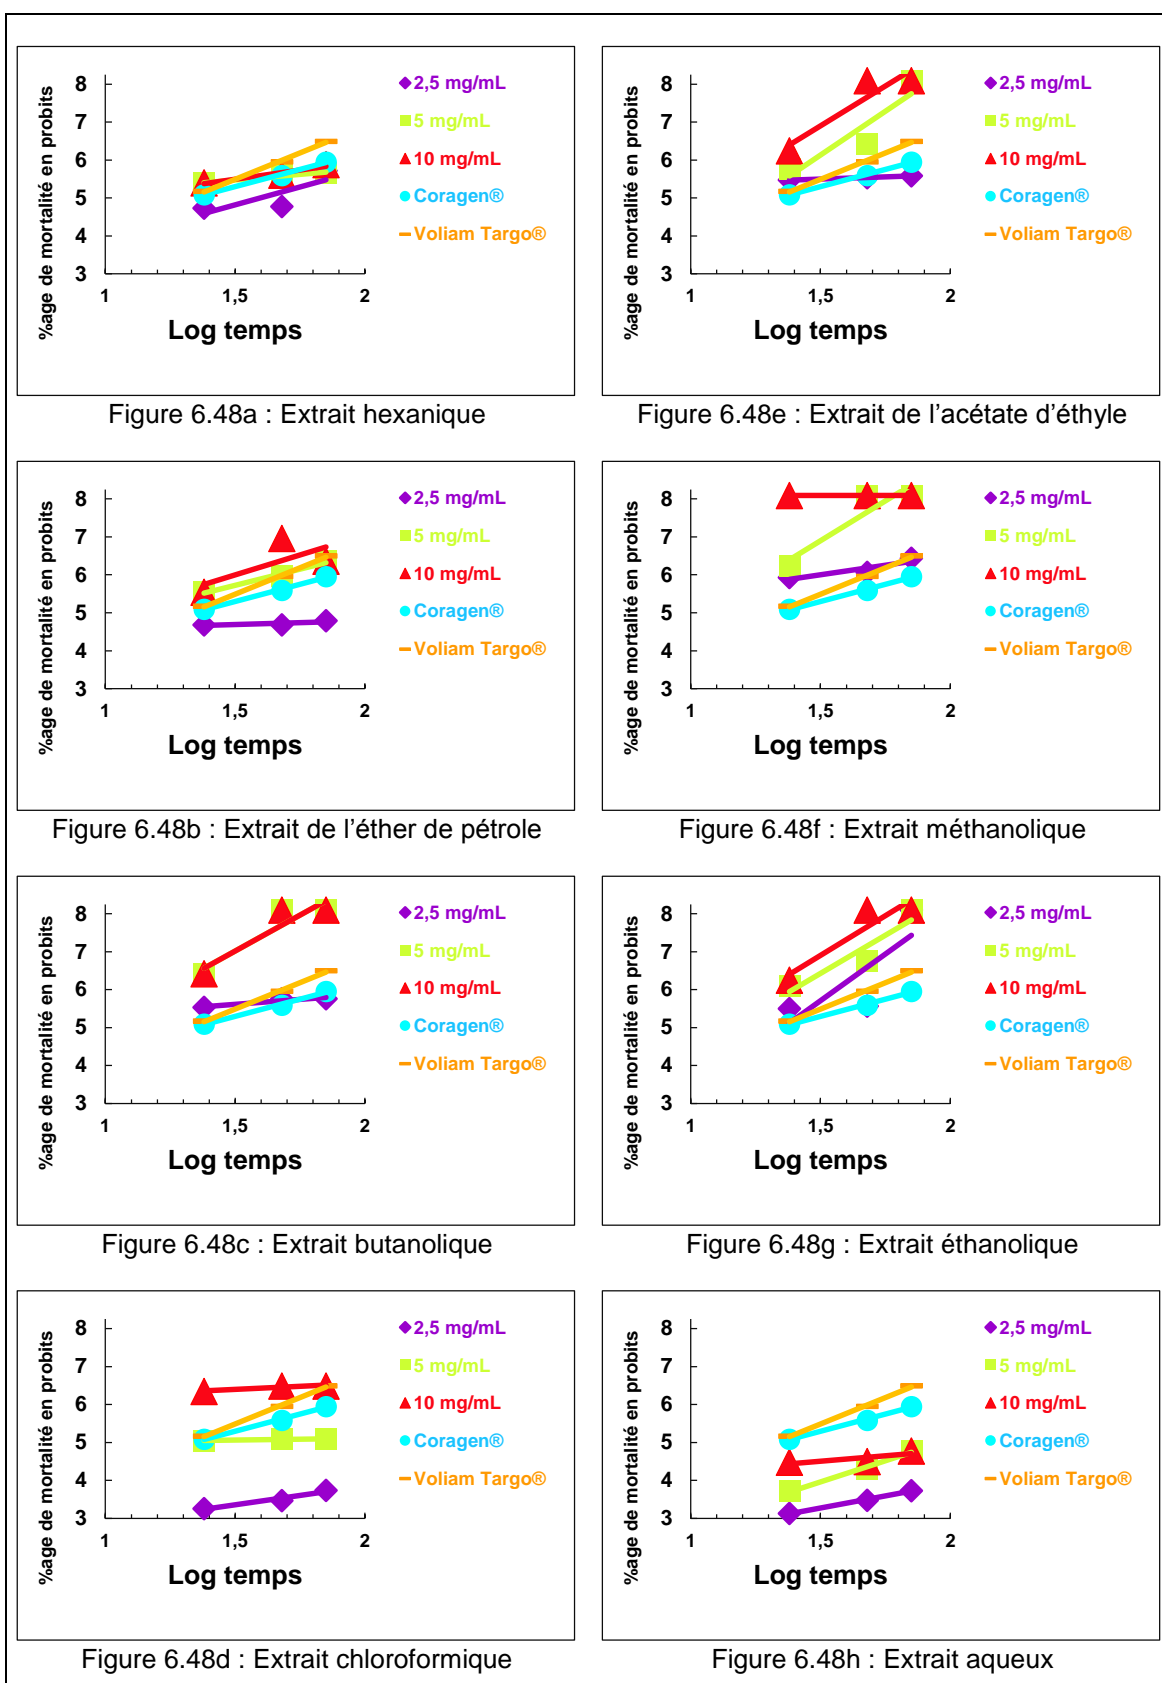 %age de mortalité en probits
8
7
6
5
4
3
1
1,5
2
Log temps
2,5 mg/mL
5 mg/mL
10 mg/mL
Coragen®
Voliam Targo®
Figure 6.48a : Extrait hexanique
%age de mortalité en probits
8
7
6
5
4
3
1
1,5
2
Log temps
2,5 mg/mL
5 mg/mL
10 mg/mL
Coragen®
Voliam Targo®
Figure 6.48e : Extrait de l’acétate d’éthyle
%age de mortalité en probits
8
7
6
5
4
3
1
1,5
2
Log temps
2,5 mg/mL
5 mg/mL
10 mg/mL
Coragen®
Voliam Targo®
Figure 6.48b : Extrait de l’éther de pétrole
%age de mortalité en probits
8
7
6
5
4
3
1
1,5
2
Log temps
2,5 mg/mL
5 mg/mL
10 mg/mL
Coragen®
Voliam Targo®
Figure 6.48f : Extrait méthanolique
%age de mortalité en probits
8
7
6
5
4
3
1
1,5
2
Log temps
2,5 mg/mL
5 mg/mL
10 mg/mL
Coragen®
Voliam Targo®
Figure 6.48c : Extrait butanolique
%age de mortalité en probits
8
7
6
5
4
3
1
1,5
2
Log temps
2,5 mg/mL
5 mg/mL
10 mg/mL
Coragen®
Voliam Targo®
Figure 6.48g : Extrait éthanolique
%age de mortalité en probits
8
7
6
5
4
3
1
1,5
2
Log temps
2,5 mg/mL
5 mg/mL
10 mg/mL
Coragen®
Voliam Targo®
Figure 6.48d : Extrait chloroformique
%age de mortalité en probits
8
7
6
5
4
3
1
1,5
2
Log temps
2,5 mg/mL
5 mg/mL
10 mg/mL
Coragen®
Voliam Targo®
Figure 6.48h : Extrait aqueux